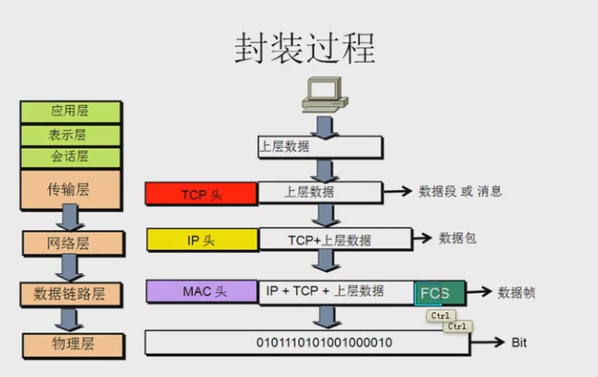 封装过程
应用层
表示层
会话层
上层数据
传输层
TCP 头
上层数据
数据段 或 消息
网络层
IP 头
TCP+上层数据
数据包
数据链路层
MAC 头
IP + TCP + 上层数据
FCS
数据帧
Ctrl
Ctrl
物理层
0101110101001000010
Bit